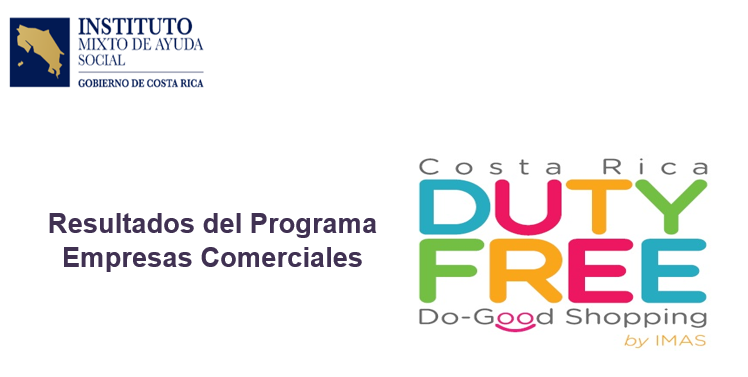 INSTITUTO
MIXTO DE AYUDA
SOCIAL
GOBIERNO DE COSTA RICA
Resultados del Programa
Empresas Comerciales
Costa Rica
DUTY
FREE
Do-Good Shopping
by IMAS